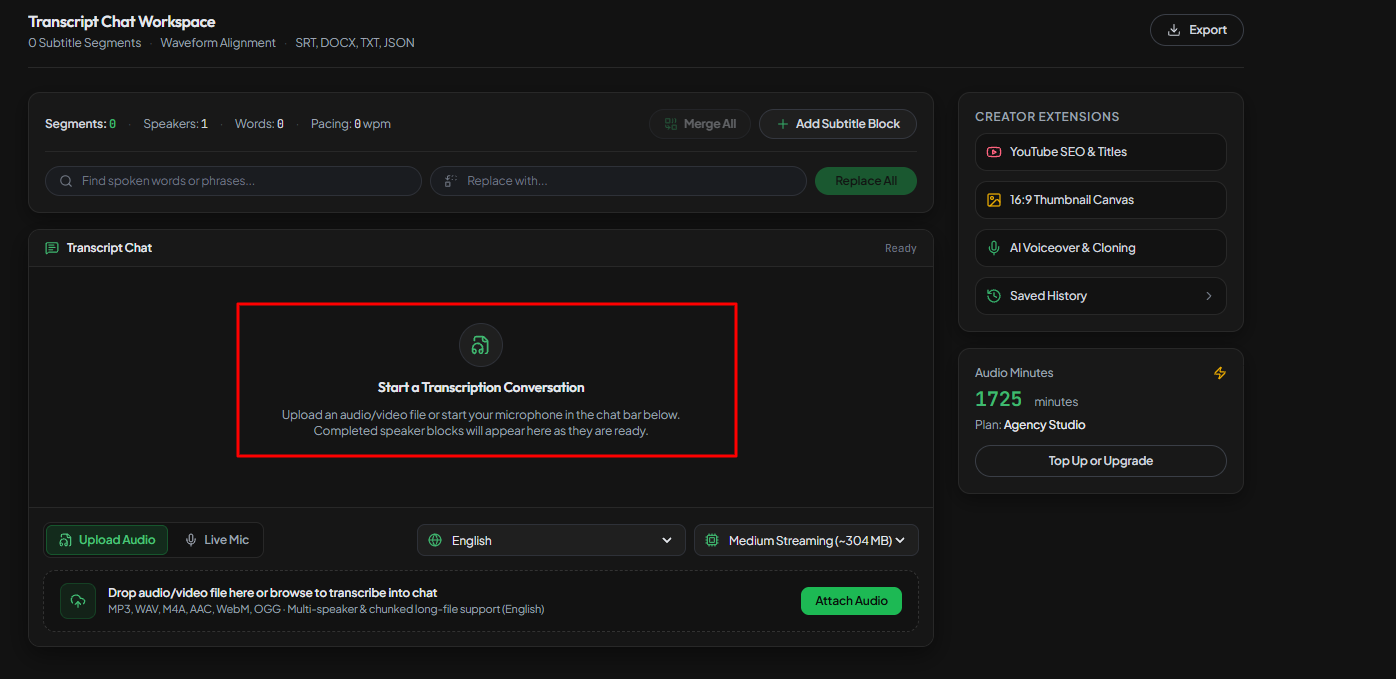 Transcript Chat Workspace
0 Subtitle Segments · Waveform Alignment · SRT, DOCX, TXT, JSON
Export
Segments: 0 · Speakers: 1 · Words: 0 · Pacing: 0 wpm
Merge All
Add Subtitle Block
Find spoken words or phrases...
Replace with...
Replace All
Transcript Chat
Ready
Start a Transcription Conversation
Upload an audio/video file or start your microphone in the chat bar below.
Completed speaker blocks will appear here as they are ready.
Upload Audio
Live Mic
English
Medium Streaming (~304 MB)
Drop audio/video file here or browse to transcribe into chat
MP3, WAV, M4A, AAC, WebM, OGG · Multi-speaker & chunked long-file support (English)
Attach Audio
CREATOR EXTENSIONS
YouTube SEO & Titles
16:9 Thumbnail Canvas
AI Voiceover & Cloning
Saved History
Audio Minutes
1725 minutes
Plan: Agency Studio
Top Up or Upgrade